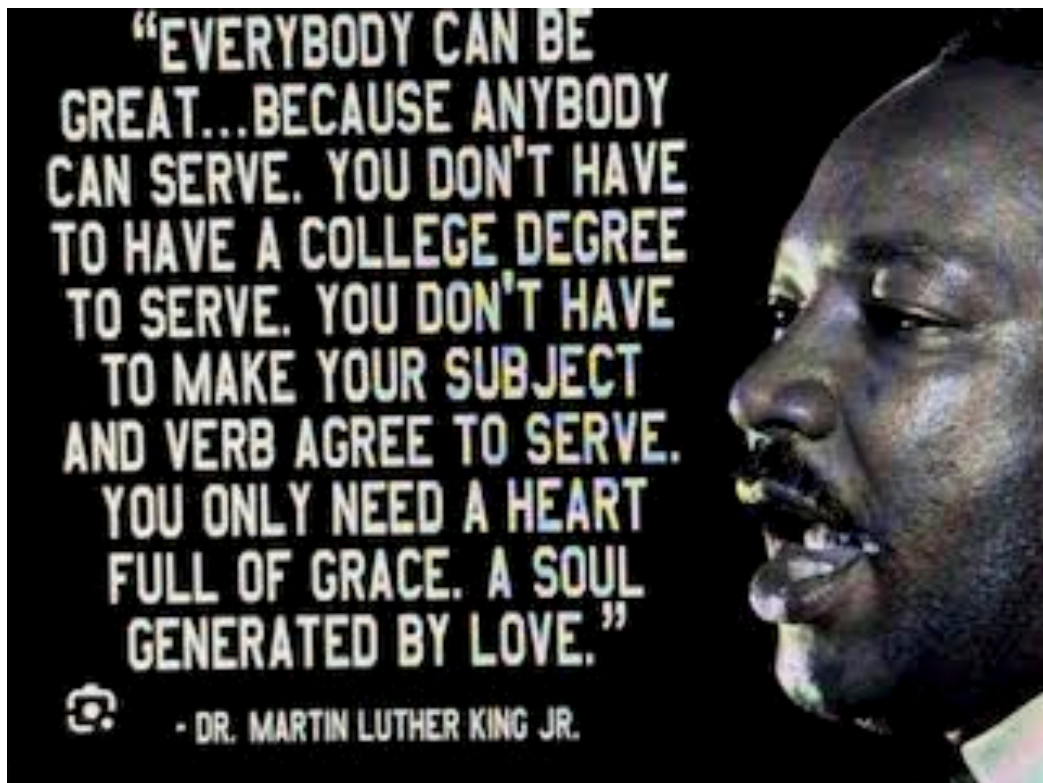 “EVERYBODY CAN BE
GREAT...BECAUSE ANYBODY
CAN SERVE. YOU DON'T HAVE
TO HAVE A COLLEGE DEGREE
TO SERVE. YOU DON'T HAVE
TO MAKE YOUR SUBJECT
AND VERB AGREE TO SERVE.
YOU ONLY NEED A HEART
FULL OF GRACE. A SOUL
GENERATED BY LOVE.”
- DR. MARTIN LUTHER KING JR.